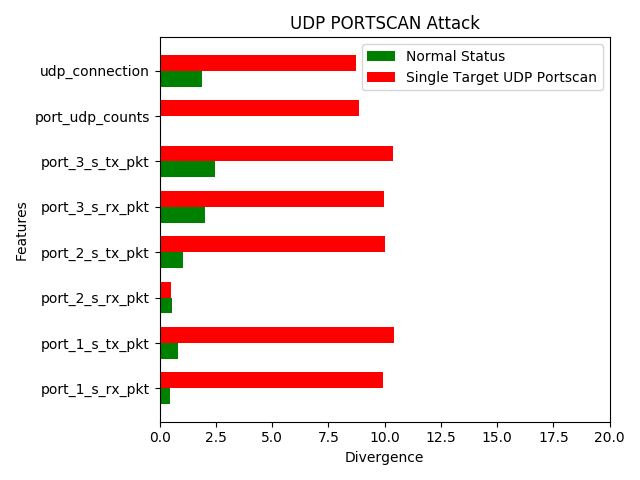 UDP PORTSCAN Attack
Normal Status
Single Target UDP Portscan
udp_connection
port_udp_counts
port_3_s_tx_pkt
port_3_s_rx_pkt
port_2_s_tx_pkt
port_2_s_rx_pkt
port_1_s_tx_pkt
port_1_s_rx_pkt
Features
0.0 2.5 5.0 7.5 10.0 12.5 15.0 17.5 20.0
Divergence